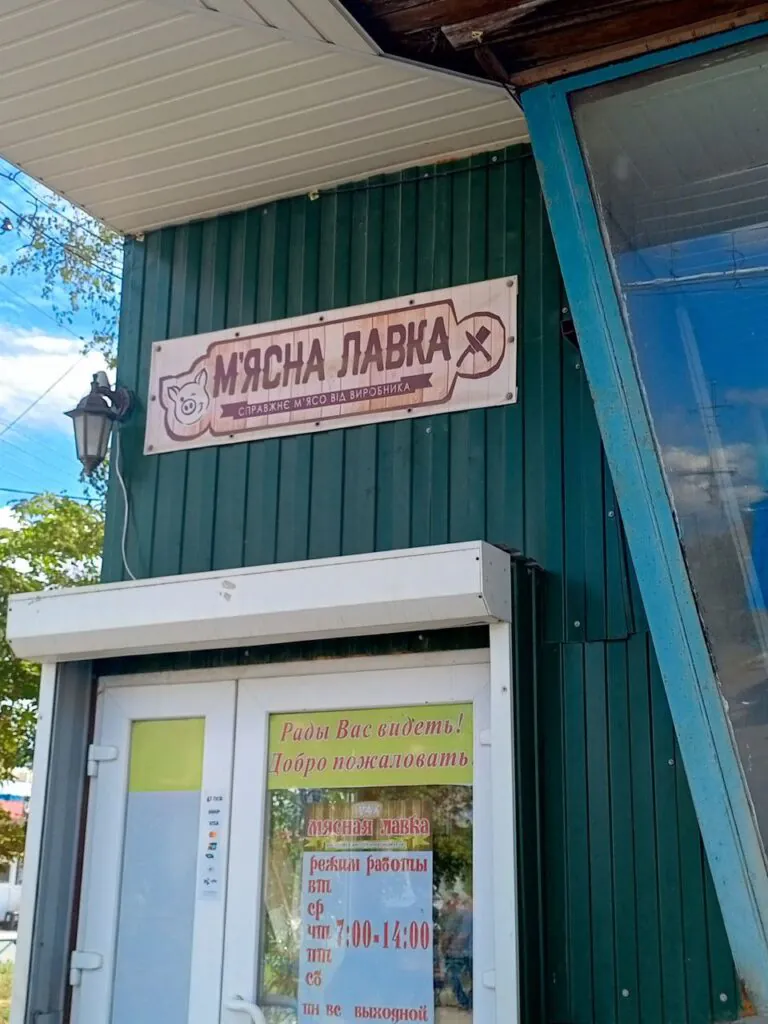 М'ЯСНА ЛАВКА
СПРАВЖНЄ М'ЯСО ВІД ВИРОБНИКА
Рады Вас видеть!
Добро пожаловать
мясная лавка
режим работы
вт
ср
чт 7:00-14:00
пт
сб
пн вс выходной
VISA